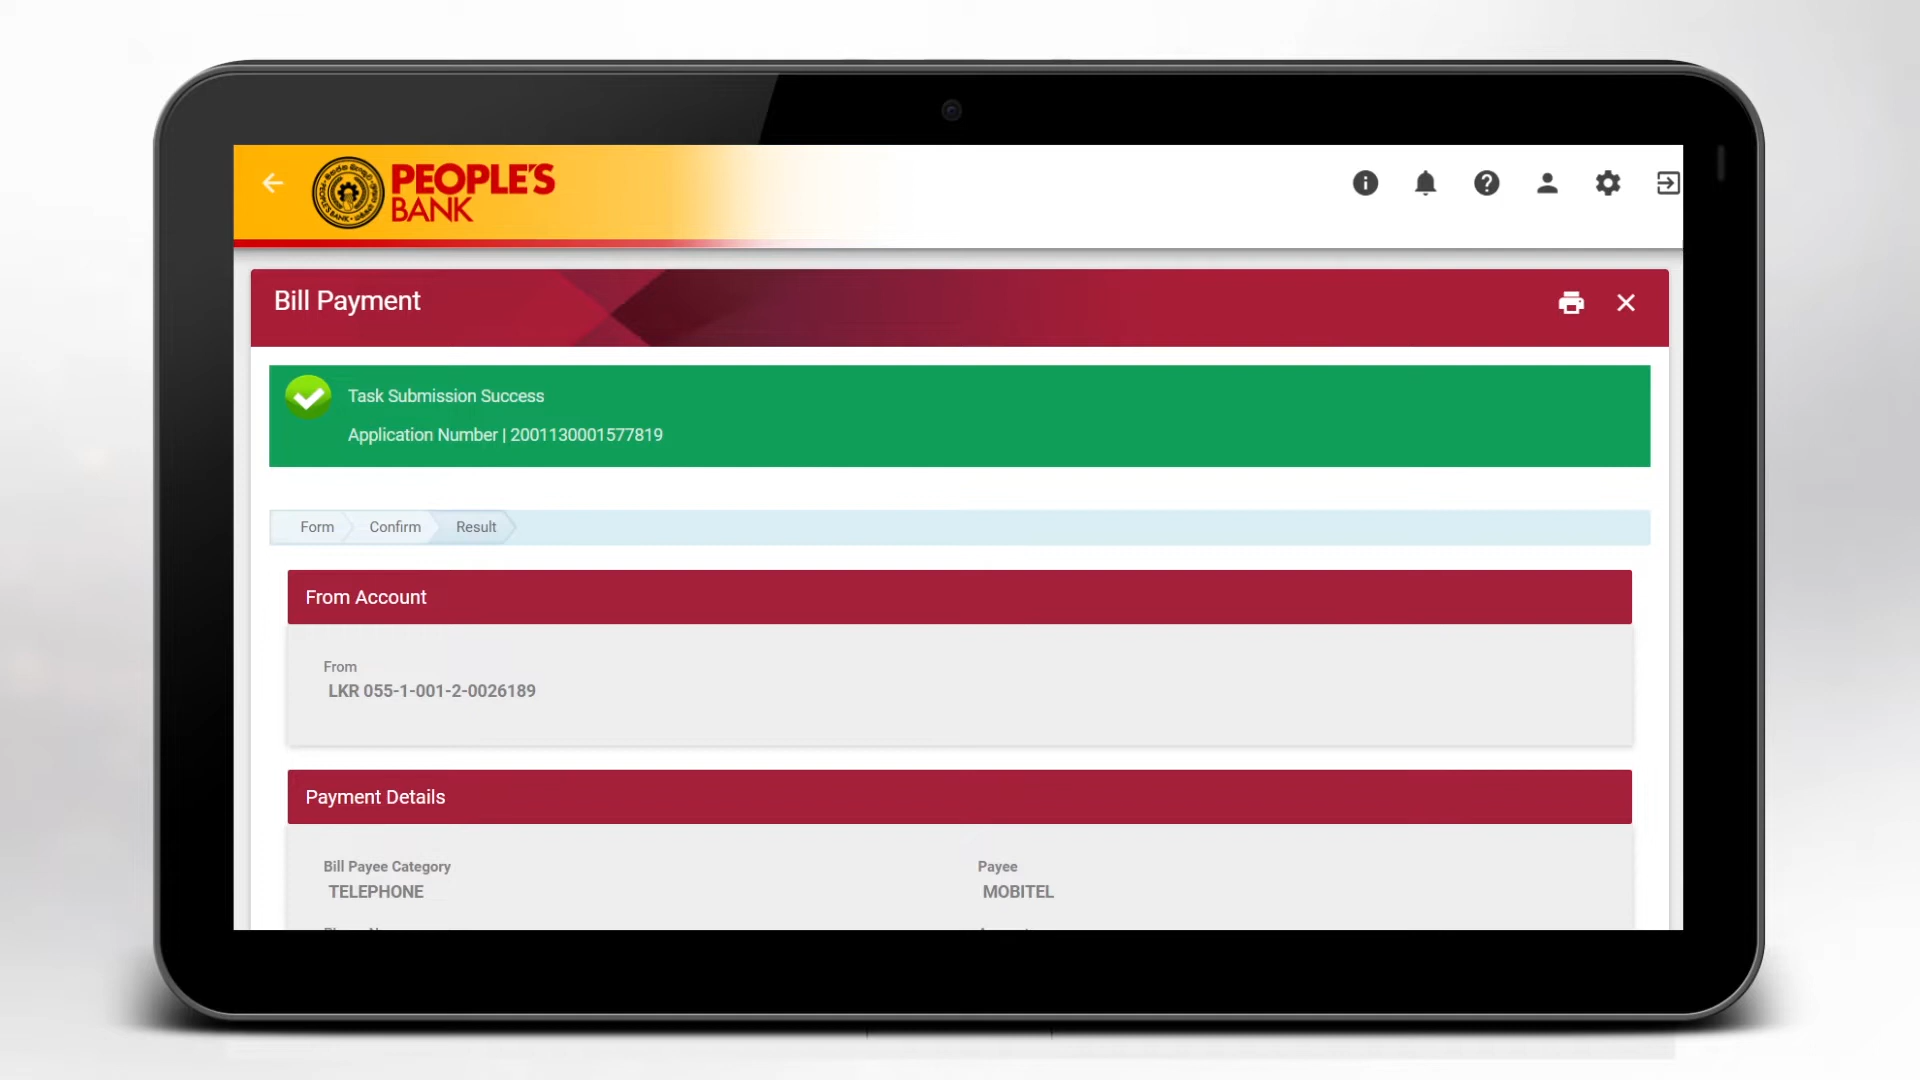 PEOPLE'S
BANK
Bill Payment
Task Submission Success
Application Number | 2001130001577819
Form
Confirm
Result
From Account
From
LKR 055-1-001-2-0026189
Payment Details
Bill Payee Category
Payee
TELEPHONE
MOBITEL